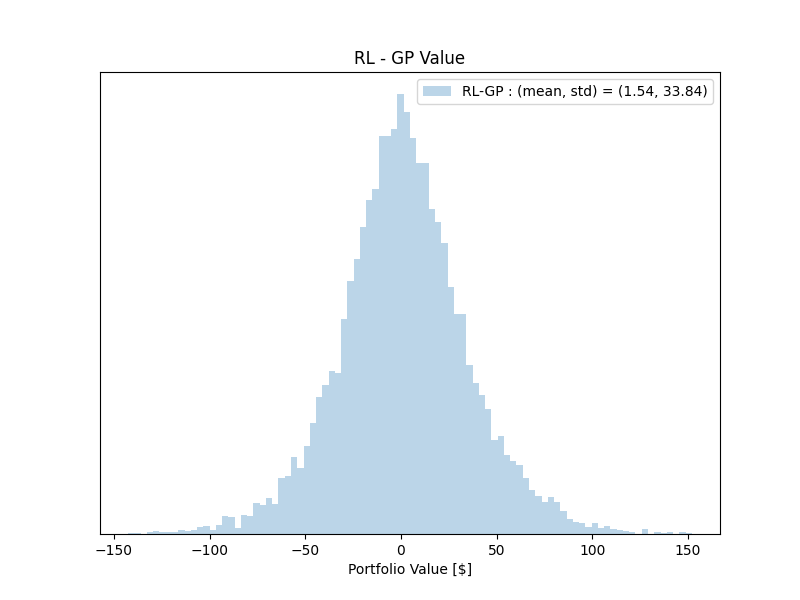 RL - GP Value
RL-GP : (mean, std) = (1.54, 33.84)
−150 −100 −50 0 50 100 150
Portfolio Value [$]